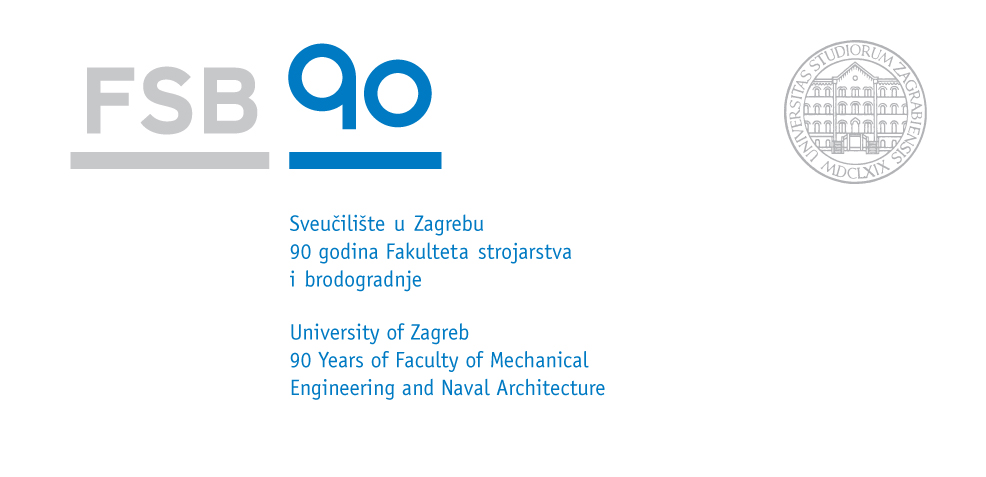 FSB 90
UNIVERSITAS STUDIORUM ZAGRABIENSIS
MDCLXIX
Sveučilište u Zagrebu
90 godina Fakulteta strojarstva
i brodogradnje
University of Zagreb
90 Years of Faculty of Mechanical
Engineering and Naval Architecture